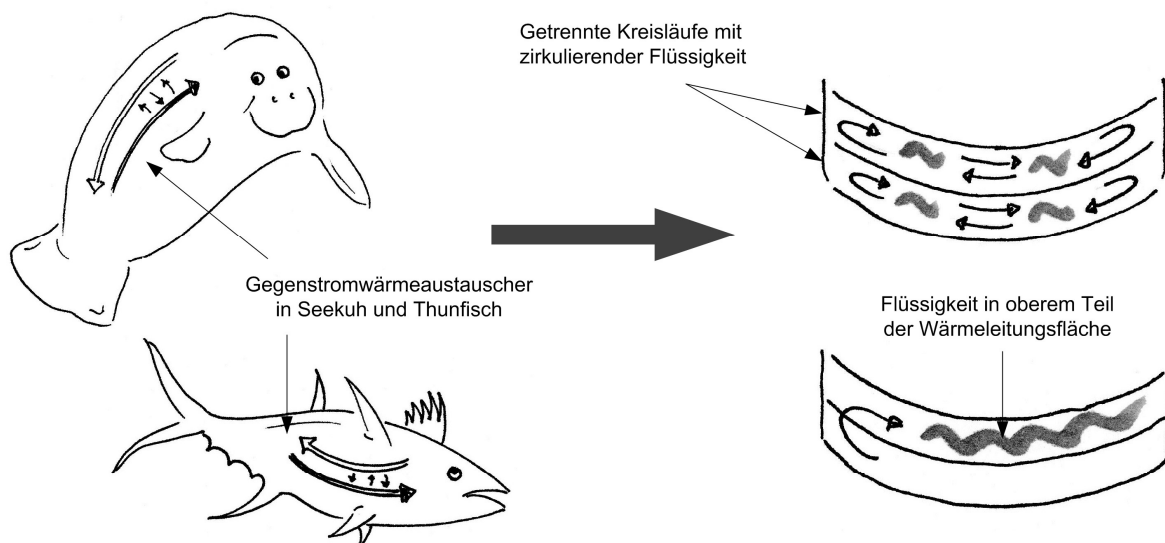 Getrennte Kreisläufe mit
zirkulierender Flüssigkeit
Gegenstromwärmeaustauscher
in Seekuh und Thunfisch
Flüssigkeit in oberem Teil
der Wärmeleitungsfläche